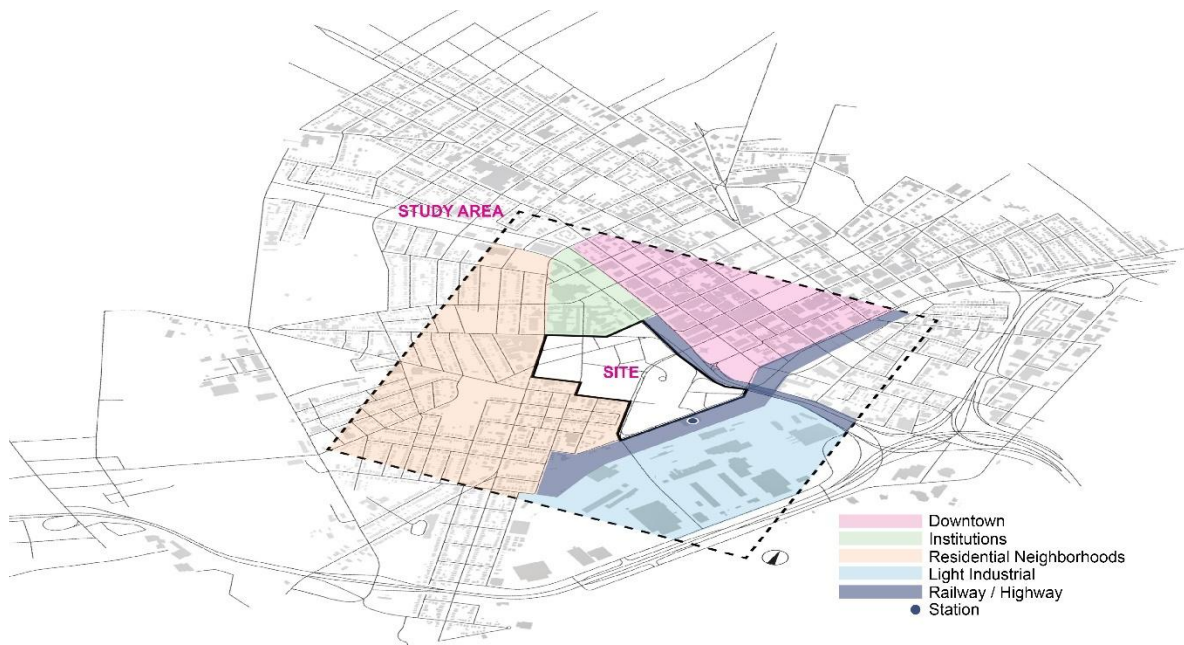 STUDY AREA
SITE
Downtown
Institutions
Residential Neighborhoods
Light Industrial
Railway / Highway
Station